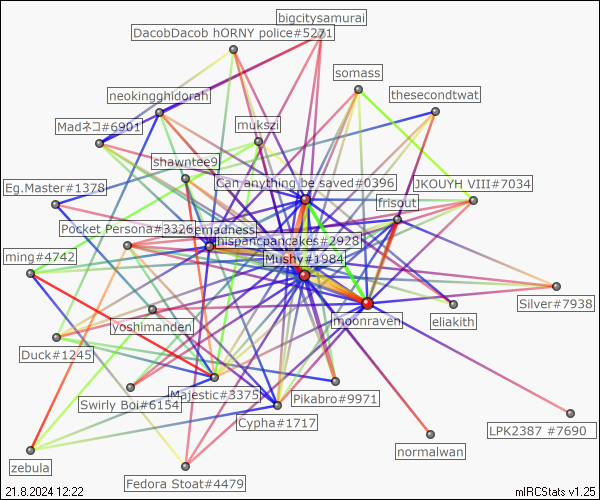 bigcitysamurai
DacobDacob hORNY police#5271
somass
neokingghidorah
thesecondtwat
Madネコ#6901
mukszi
shawntee9
Can anything be saved#0396
JKOUYH VIII#7034
Eg.Master#1378
frisout
Pocket Persona#3326
emadness
hispanicpancakes#2928
ming#4742
Mushy#1984
Silver#7938
eliakith
moonraven
yoshimanden
Duck#1245
Majestic#3375
Pikabro#9971
Swirly Boi#6154
Cypha#1717
LPK2387 #7690
normalwan
zebula
Fedora Stoat#4479
21.8.2024 12:22
mIRCStats v1.25